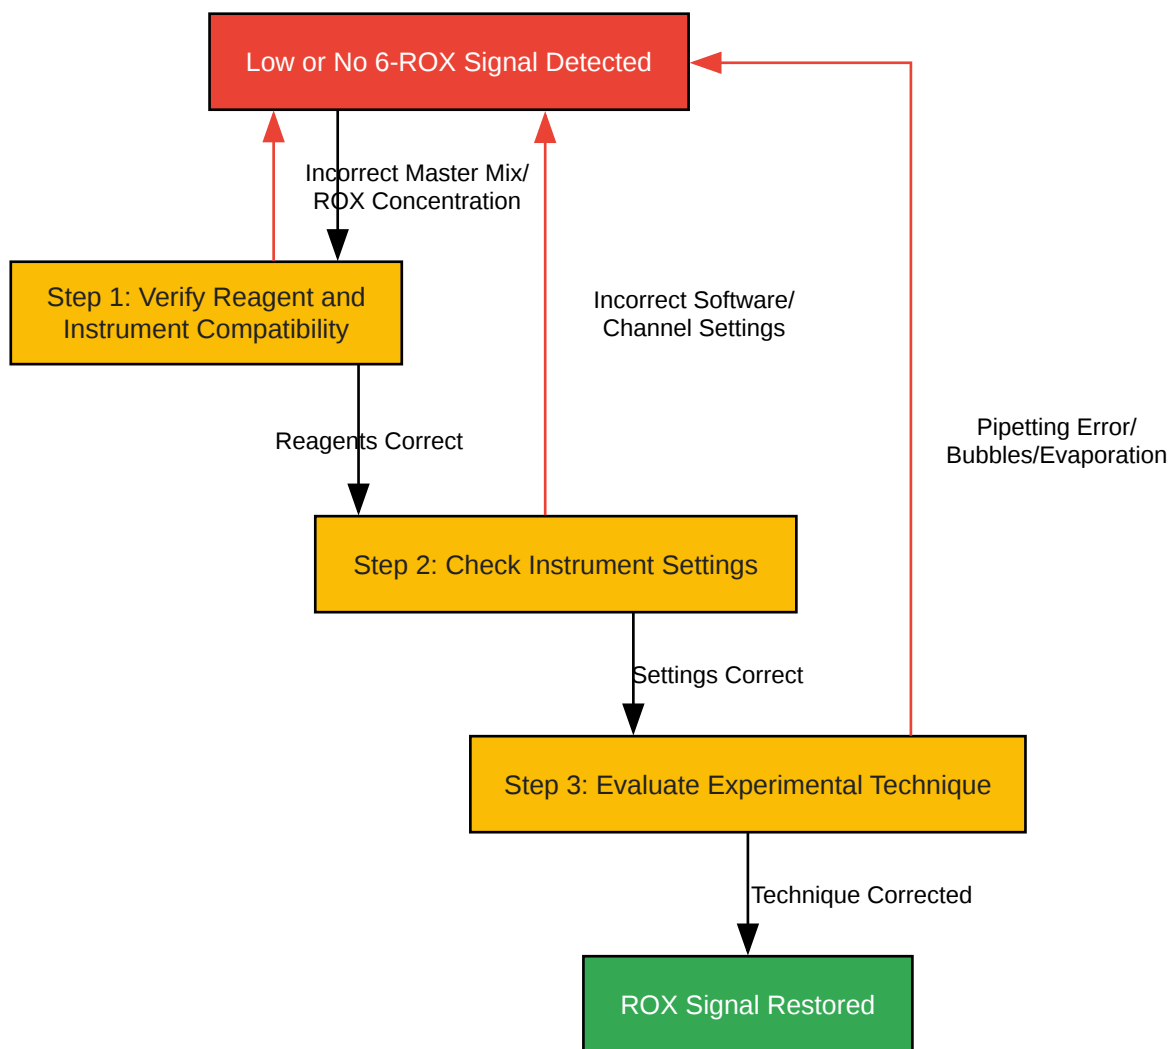 Low or No 6-ROX Signal Detected
Incorrect Master Mix/
ROX Concentration
Step 1: Verify Reagent and
Instrument Compatibility
Incorrect Software/
Channel Settings
Reagents Correct
Pipetting Error/
Bubbles/Evaporation
Step 2: Check Instrument Settings
Settings Correct
Step 3: Evaluate Experimental Technique
Technique Corrected
ROX Signal Restored